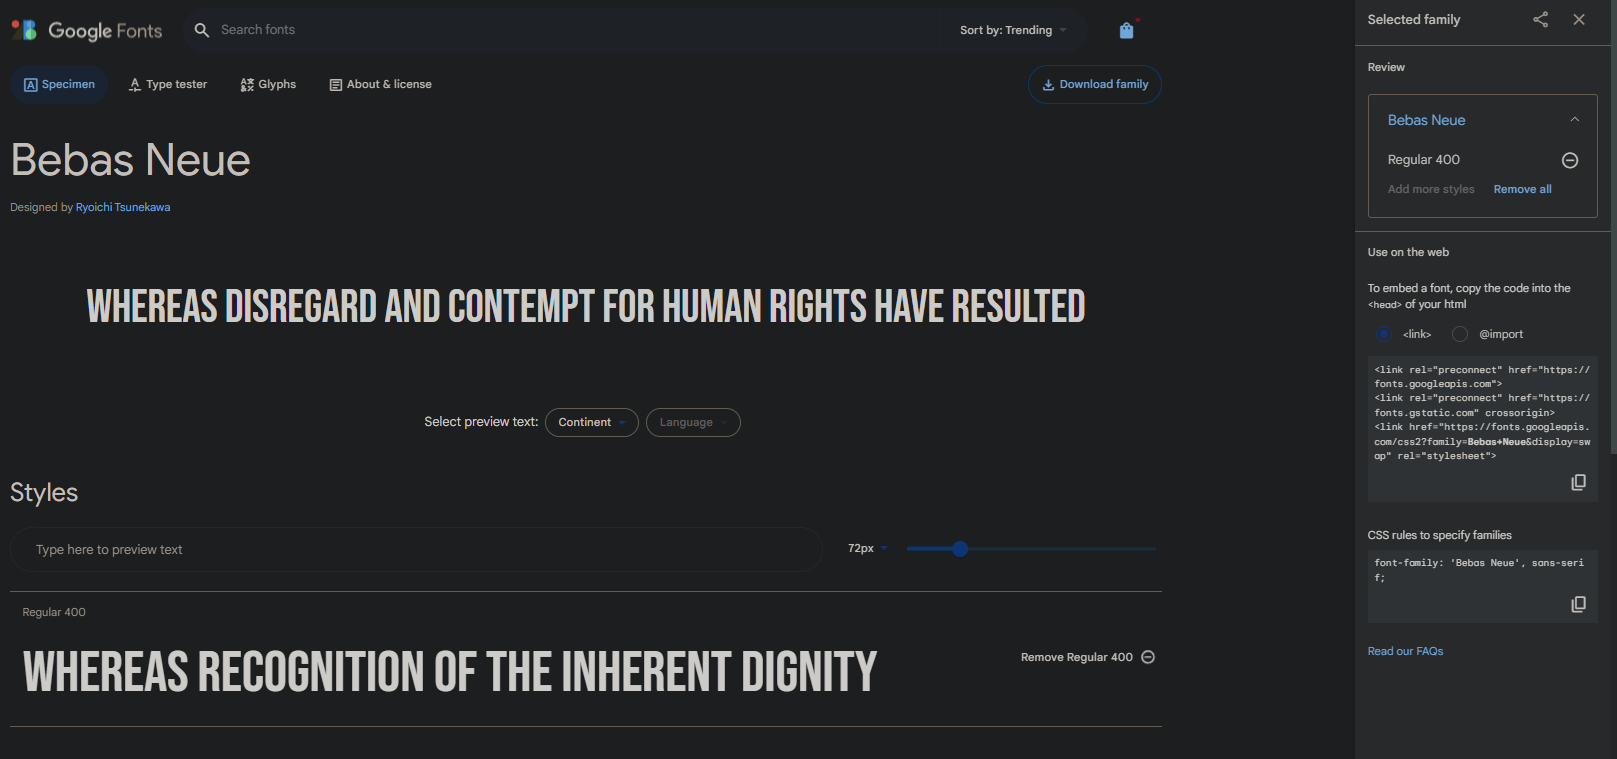 Google Fonts
Search fonts
Sort by: Trending
Specimen
Type tester
Glyphs
About & license
Download family
Bebas Neue
Designed by Ryoichi Tsunekawa
WHEREAS DISREGARD AND CONTEMPT FOR HUMAN RIGHTS HAVE RESULTED
Select preview text:
Continent
Language
Styles
Type here to preview text
72px
Regular 400
WHEREAS RECOGNITION OF THE INHERENT DIGNITY
Remove Regular 400
Selected family
Review
Bebas Neue
Regular 400
Add more styles
Remove all
Use on the web
To embed a font, copy the code into the
<head> of your html
<link>
@import
<link rel="preconnect" href="https://
fonts.googleapis.com">
<link rel="preconnect" href="https://
fonts.gstatic.com" crossorigin>
<link href="https://fonts.googleapis.
com/css2?family=Bebas+Neue&display=sw
ap" rel="stylesheet">
CSS rules to specify families
font-family: 'Bebas Neue', sans-seri
f;
Read our FAQs